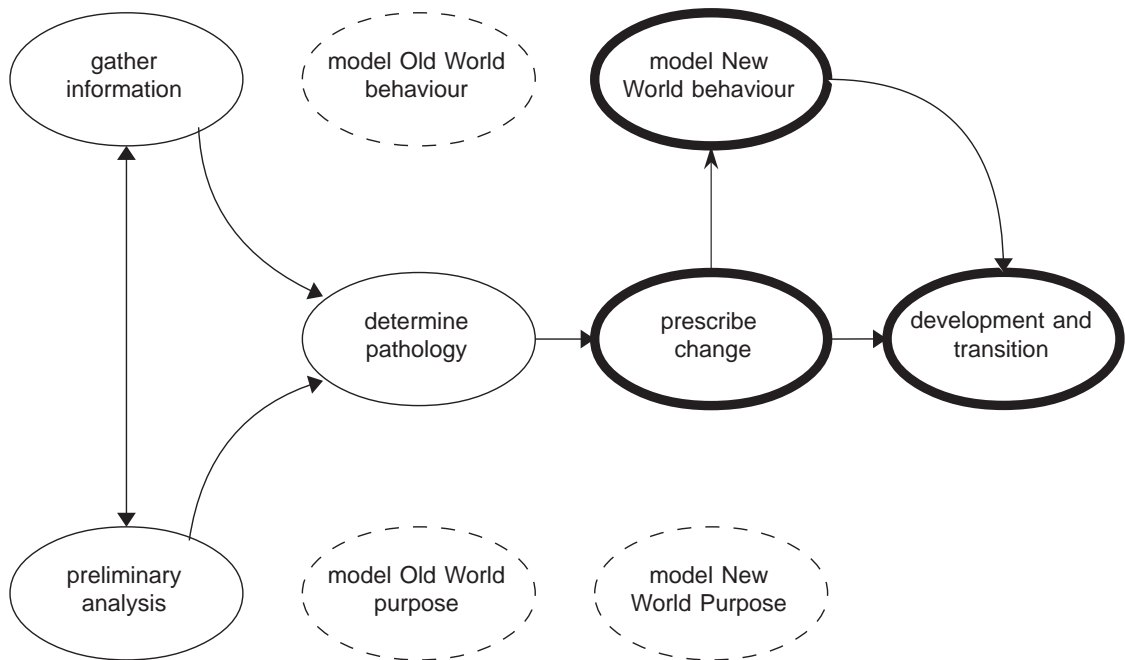 gather
information
model Old World
behaviour
model New
World behaviour
determine
pathology
prescribe
change
development and
transition
preliminary
analysis
model Old World
purpose
model New
World Purpose